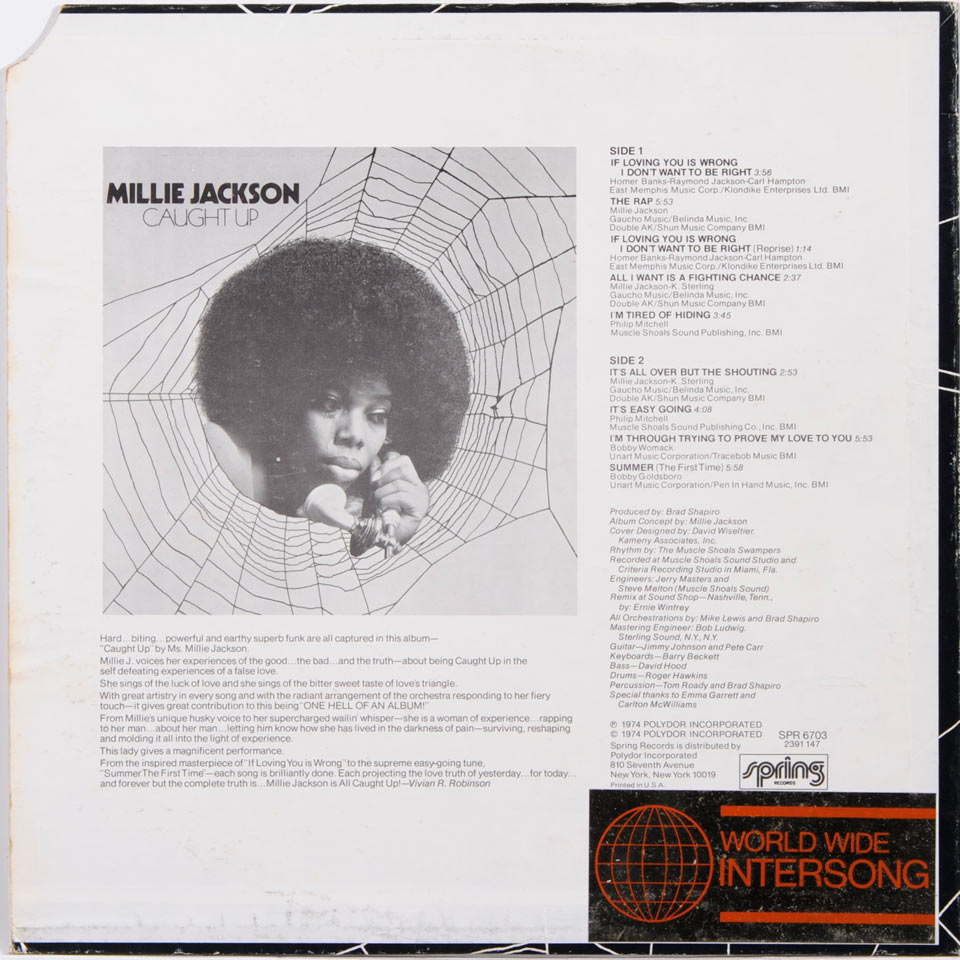 MILLIE JACKSON
CAUGHT UP
Hard...biting...powerful and earthy superb funk are all captured in this album—
"Caught Up" by Ms. Millie Jackson.
Millie J. voices her experiences of the good...the bad...and the truth—about being Caught Up in the
self defeating experiences of a false love.
She sings of the luck of love and she sings of the bitter sweet taste of love's triangle.
With great artistry in every song and with the radiant arrangement of the orchestra responding to her fiery
touch—it gives great contribution to this being "ONE HELL OF AN ALBUM!"
From Millie's unique husky voice to her supercharged wailin' whisper—she is a woman of experience...rapping
to her man...about her man...letting him know how she has lived in the darkness of pain—surviving, reshaping
and molding it all into the light of experience.
This lady gives a magnificent performance.
From the inspired masterpiece of "If Loving You is Wrong" to the supreme easy-going tune,
"Summer The First Time"—each song is brilliantly done. Each projecting the love truth of yesterday...for today...
and forever but the complete truth is...Millie Jackson is All Caught Up!—Vivian R. Robinson
SIDE 1
IF LOVING YOU IS WRONG
I DON'T WANT TO BE RIGHT 3:56
Homer Banks-Raymond Jackson-Carl Hampton
East Memphis Music Corp./Klondike Enterprises Ltd. BMI
THE RAP 5:53
Millie Jackson
Gaucho Music/Belinda Music, Inc.
Double AK/Shun Music Company BMI
IF LOVING YOU IS WRONG
I DON'T WANT TO BE RIGHT (Reprise) 1:14
Homer Banks-Raymond Jackson-Carl Hampton
East Memphis Music Corp./Klondike Enterprises Ltd. BMI
ALL I WANT IS A FIGHTING CHANCE 2:37
Millie Jackson-K. Sterling
Gaucho Music/Belinda Music, Inc.
Double AK/Shun Music Company BMI
I'M TIRED OF HIDING 3:45
Philip Mitchell
Muscle Shoals Sound Publishing, Inc. BMI
SIDE 2
IT'S ALL OVER BUT THE SHOUTING 2:53
Millie Jackson-K. Sterling
Gaucho Music/Belinda Music, Inc.
Double AK/Shun Music Company BMI
IT'S EASY GOING 4:08
Philip Mitchell
Muscle Shoals Sound Publishing Co., Inc. BMI
I'M THROUGH TRYING TO PROVE MY LOVE TO YOU 5:53
Bobby Womack
Unart Music Corporation/Tracebob Music BMI
SUMMER (The First Time) 5:58
Bobby Goldsboro
Unart Music Corporation/Pen In Hand Music, Inc. BMI
Produced by: Brad Shapiro
Album Concept by: Millie Jackson
Cover Designed by: David Wiseltier.
Kameny Associates, Inc.
Rhythm by: The Muscle Shoals Swampers
Recorded at Muscle Shoals Sound Studio and
Criteria Recording Studio in Miami, Fla.
Engineers: Jerry Masters and
Steve Melton (Muscle Shoals Sound)
Remix at Sound Shop—Nashville, Tenn.,
by: Ernie Winfrey
All Orchestrations by: Mike Lewis and Brad Shapiro
Mastering Engineer: Bob Ludwig.
Sterling Sound, N.Y., N.Y.
Guitar—Jimmy Johnson and Pete Carr
Keyboards—Barry Beckett
Bass—David Hood
Drums—Roger Hawkins
Percussion—Tom Roady and Brad Shapiro
Special thanks to Emma Garrett and
Carlton McWilliams
℗ 1974 POLYDOR INCORPORATED
© 1974 POLYDOR INCORPORATED SPR 6703
Spring Records is distributed by 2391 147
Polydor Incorporated
810 Seventh Avenue
New York, New York 10019
Printed in U.S.A.
spring
RECORDS
WORLD WIDE
INTERSONG